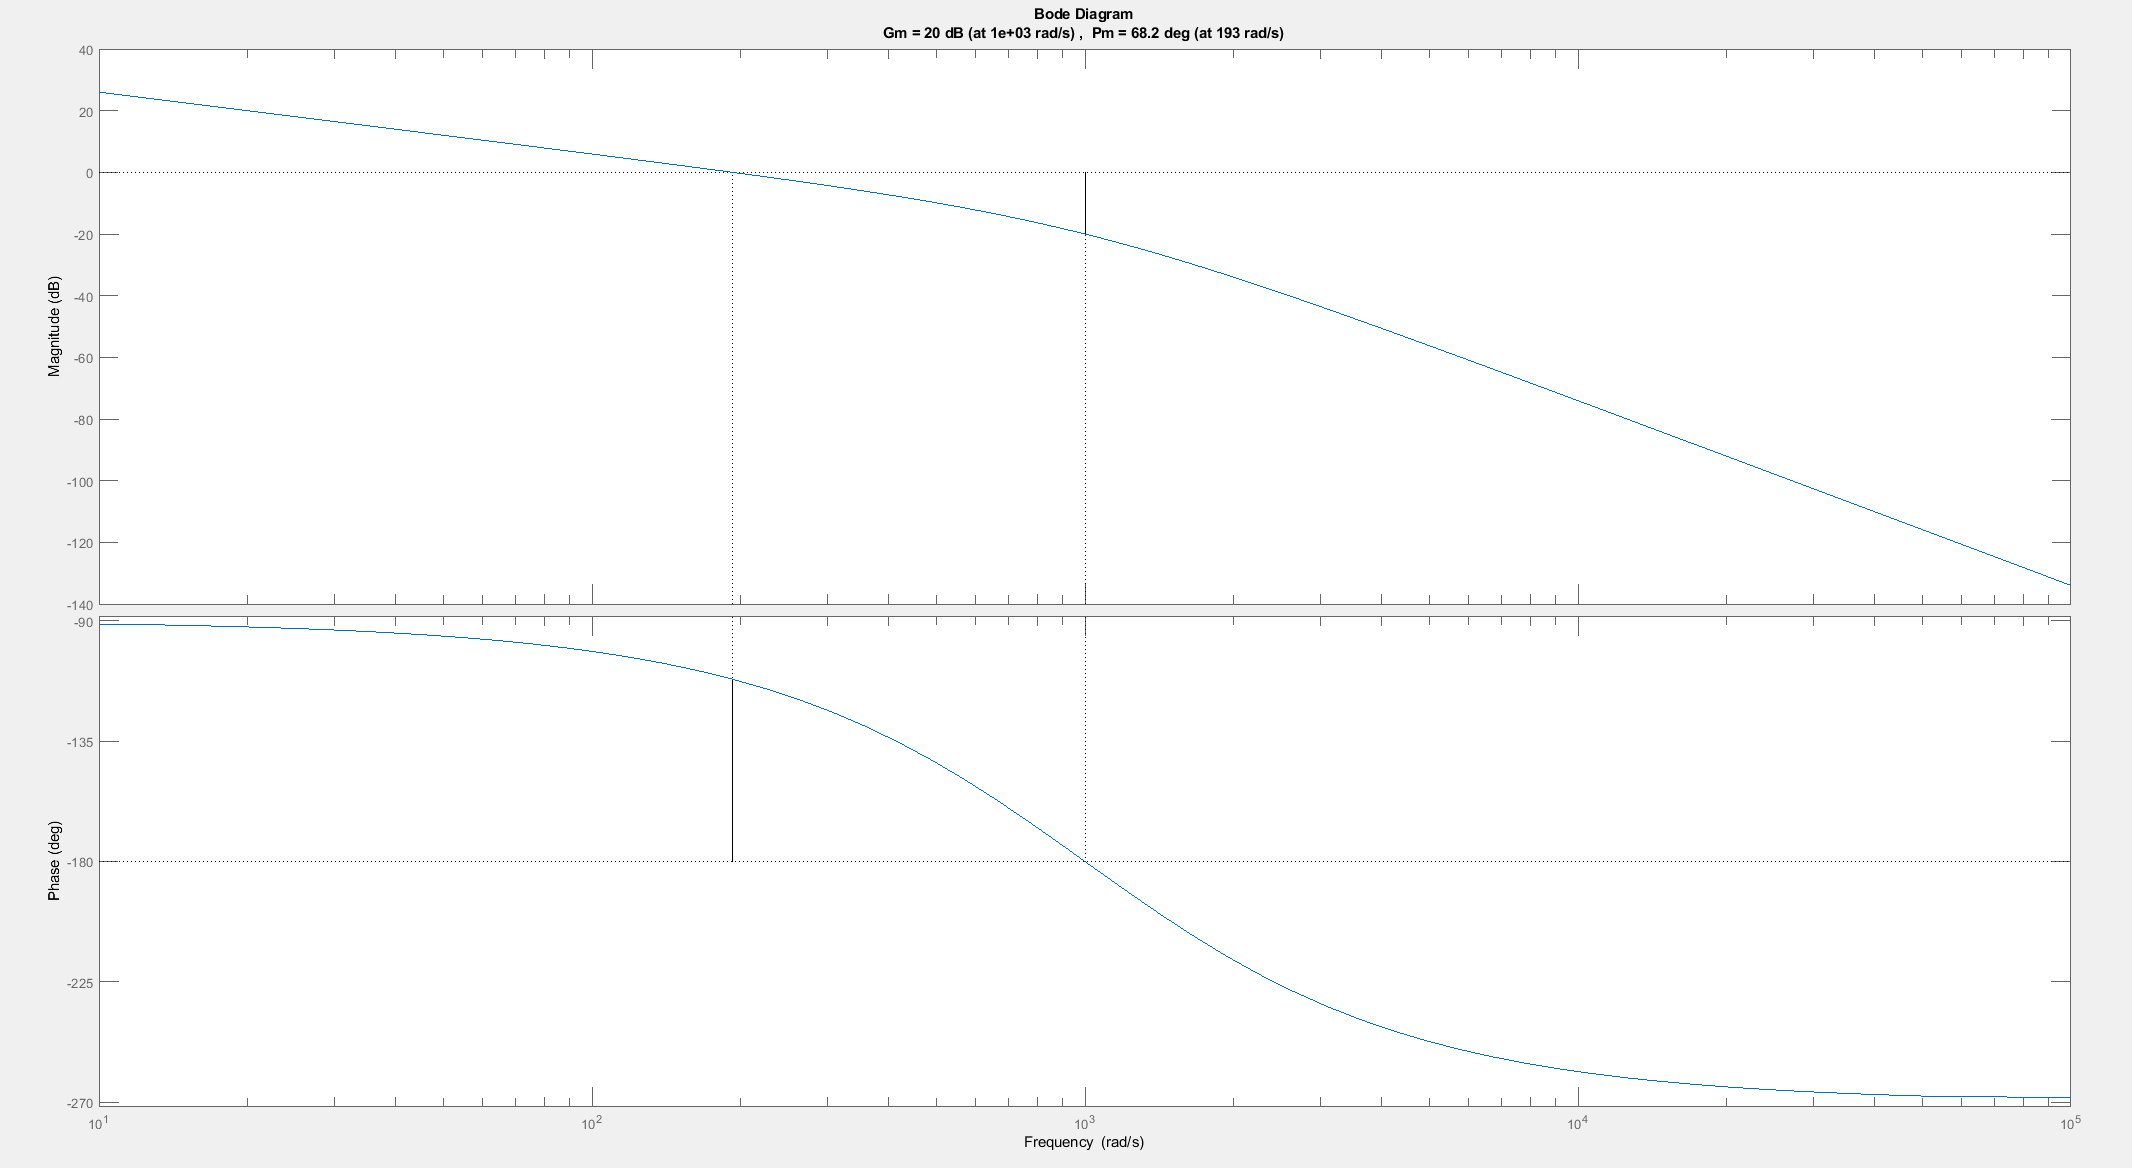 Bode Diagram
Gm = 20 dB (at 1e+03 rad/s) ,  Pm = 68.2 deg (at 193 rad/s)
Magnitude (dB)
40
20
0
-20
-40
-60
-80
-100
-120
-140
Phase (deg)
-90
-135
-180
-225
-270
10^1 10^2 10^3 10^4 10^5
Frequency (rad/s)